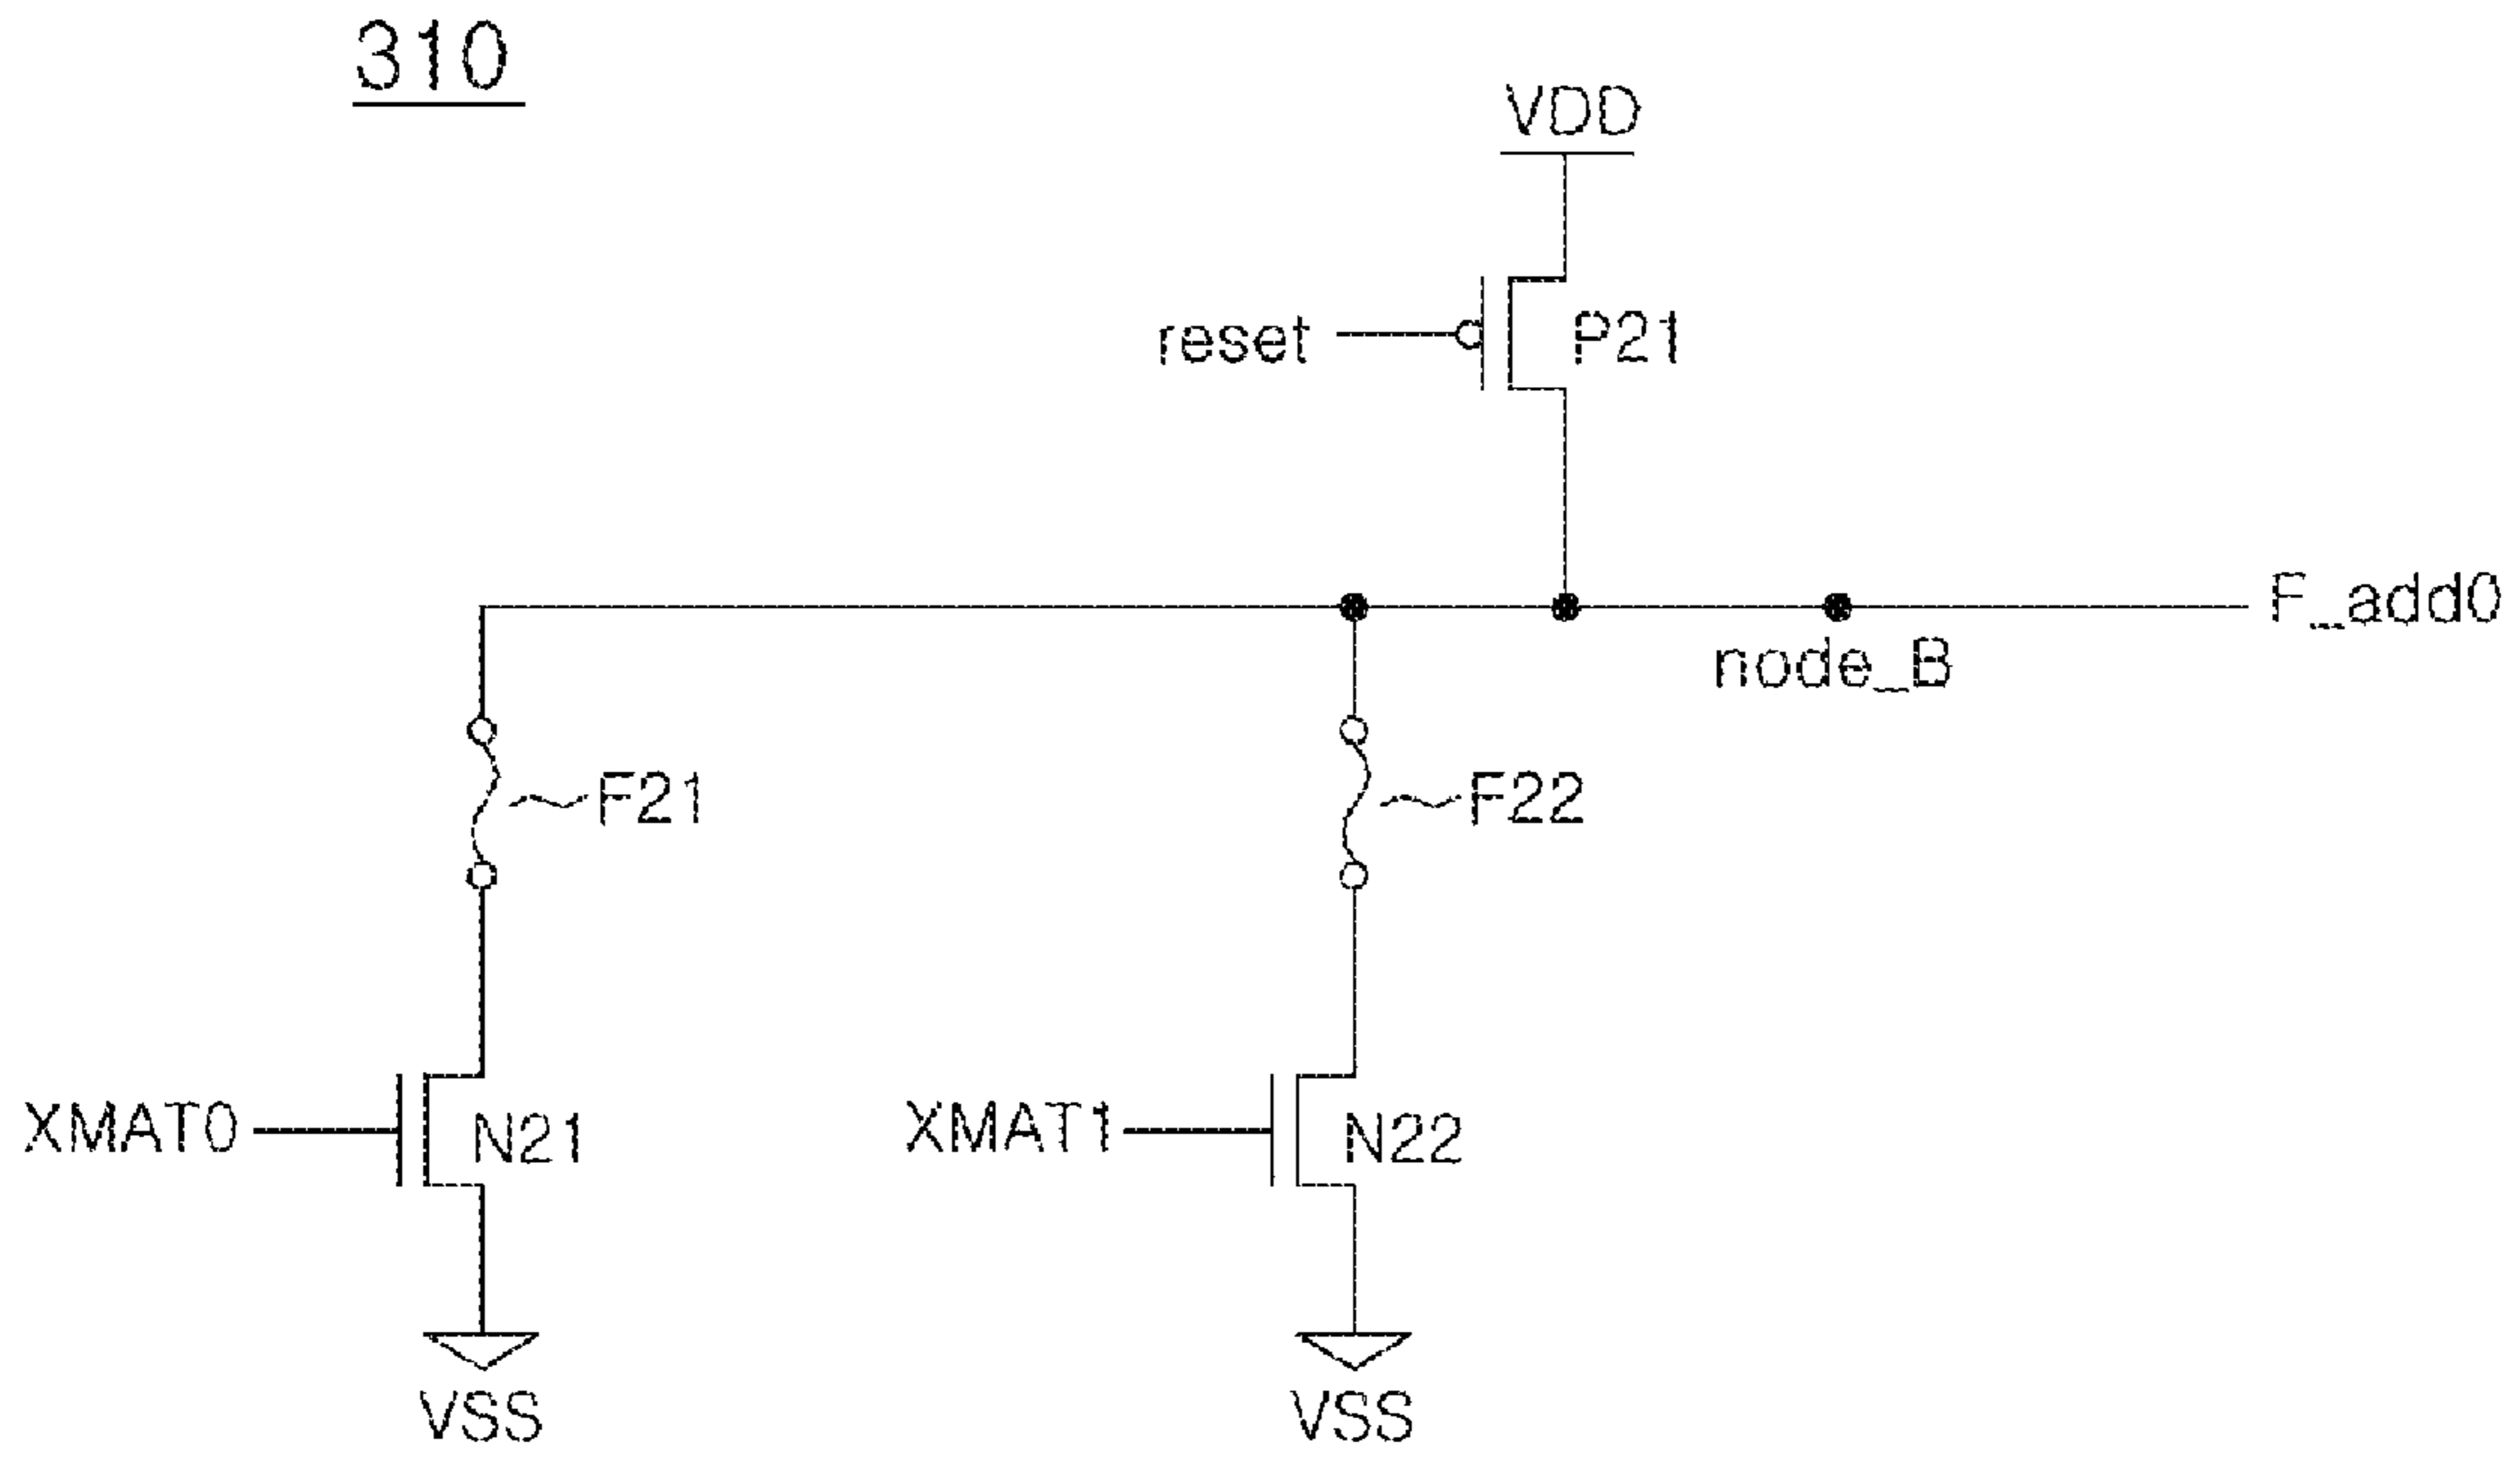 310
VDD
reset
P21
F_add0
node_B
F21
F22
XMAT0
N21
XMAT1
N22
VSS
VSS